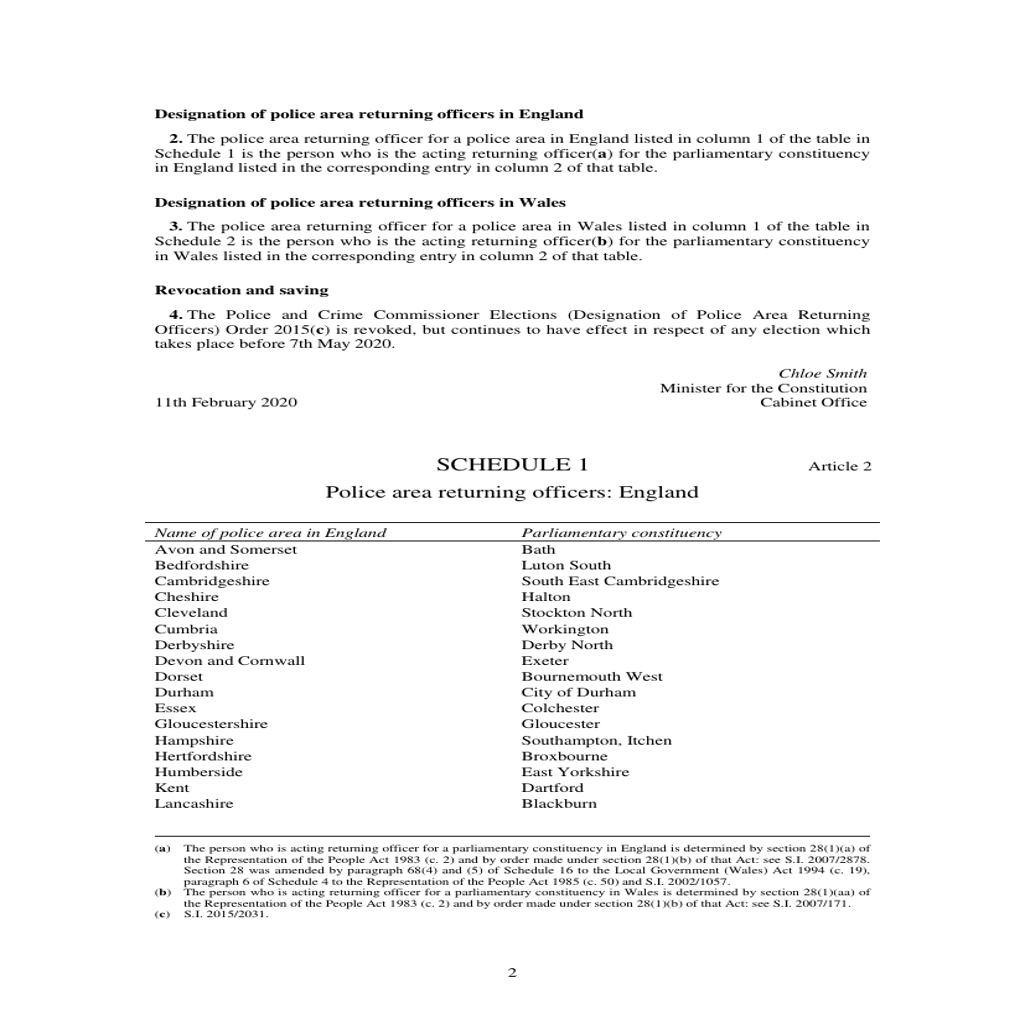 Designation of police area returning officers in England
2. The police area returning officer for a police area in England listed in column 1 of the table in
Schedule 1 is the person who is the acting returning officer(a) for the parliamentary constituency
in England listed in the corresponding entry in column 2 of that table.
Designation of police area returning officers in Wales
3. The police area returning officer for a police area in Wales listed in column 1 of the table in
Schedule 2 is the person who is the acting returning officer(b) for the parliamentary constituency
in Wales listed in the corresponding entry in column 2 of that table.
Revocation and saving
4. The Police and Crime Commissioner Elections (Designation of Police Area Returning
Officers) Order 2015(c) is revoked, but continues to have effect in respect of any election which
takes place before 7th May 2020.
Chloe Smith
Minister for the Constitution
11th February 2020 Cabinet Office
SCHEDULE 1 Article 2
Police area returning officers: England
Name of police area in England Parliamentary constituency
Avon and Somerset Bath
Bedfordshire Luton South
Cambridgeshire South East Cambridgeshire
Cheshire Halton
Cleveland Stockton North
Cumbria Workington
Derbyshire Derby North
Devon and Cornwall Exeter
Dorset Bournemouth West
Durham City of Durham
Essex Colchester
Gloucestershire Gloucester
Hampshire Southampton, Itchen
Hertfordshire Broxbourne
Humberside East Yorkshire
Kent Dartford
Lancashire Blackburn
(a) The person who is acting returning officer for a parliamentary constituency in England is determined by section 28(1)(a) of
the Representation of the People Act 1983 (c. 2) and by order made under section 28(1)(b) of that Act: see S.I. 2007/2878.
Section 28 was amended by paragraph 68(4) and (5) of Schedule 16 to the Local Government (Wales) Act 1994 (c. 19),
paragraph 6 of Schedule 4 to the Representation of the People Act 1985 (c. 50) and S.I. 2002/1057.
(b) The person who is acting returning officer for a parliamentary constituency in Wales is determined by section 28(1)(aa) of
the Representation of the People Act 1983 (c. 2) and by order made under section 28(1)(b) of that Act: see S.I. 2007/171.
(c) S.I. 2015/2031.
2